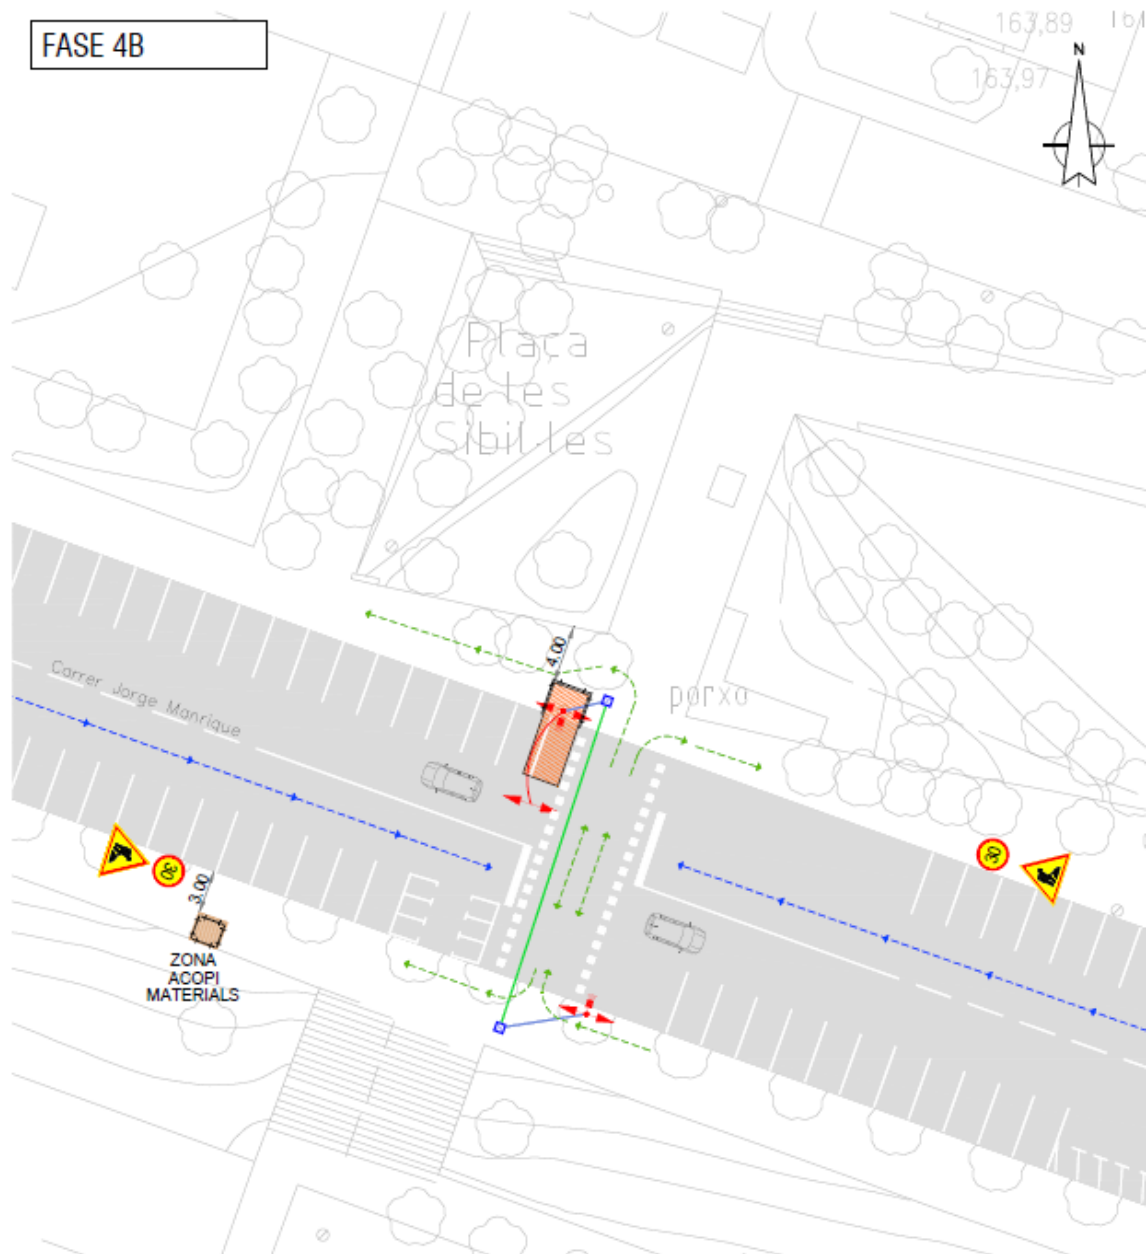 FASE 4B
163,89
163,97
N
Plaça
de les
Sibil·les
4.00
porxo
Carrer Jorge Manrique
30
30
3.00
ZONA
ACOPI
MATERIALS